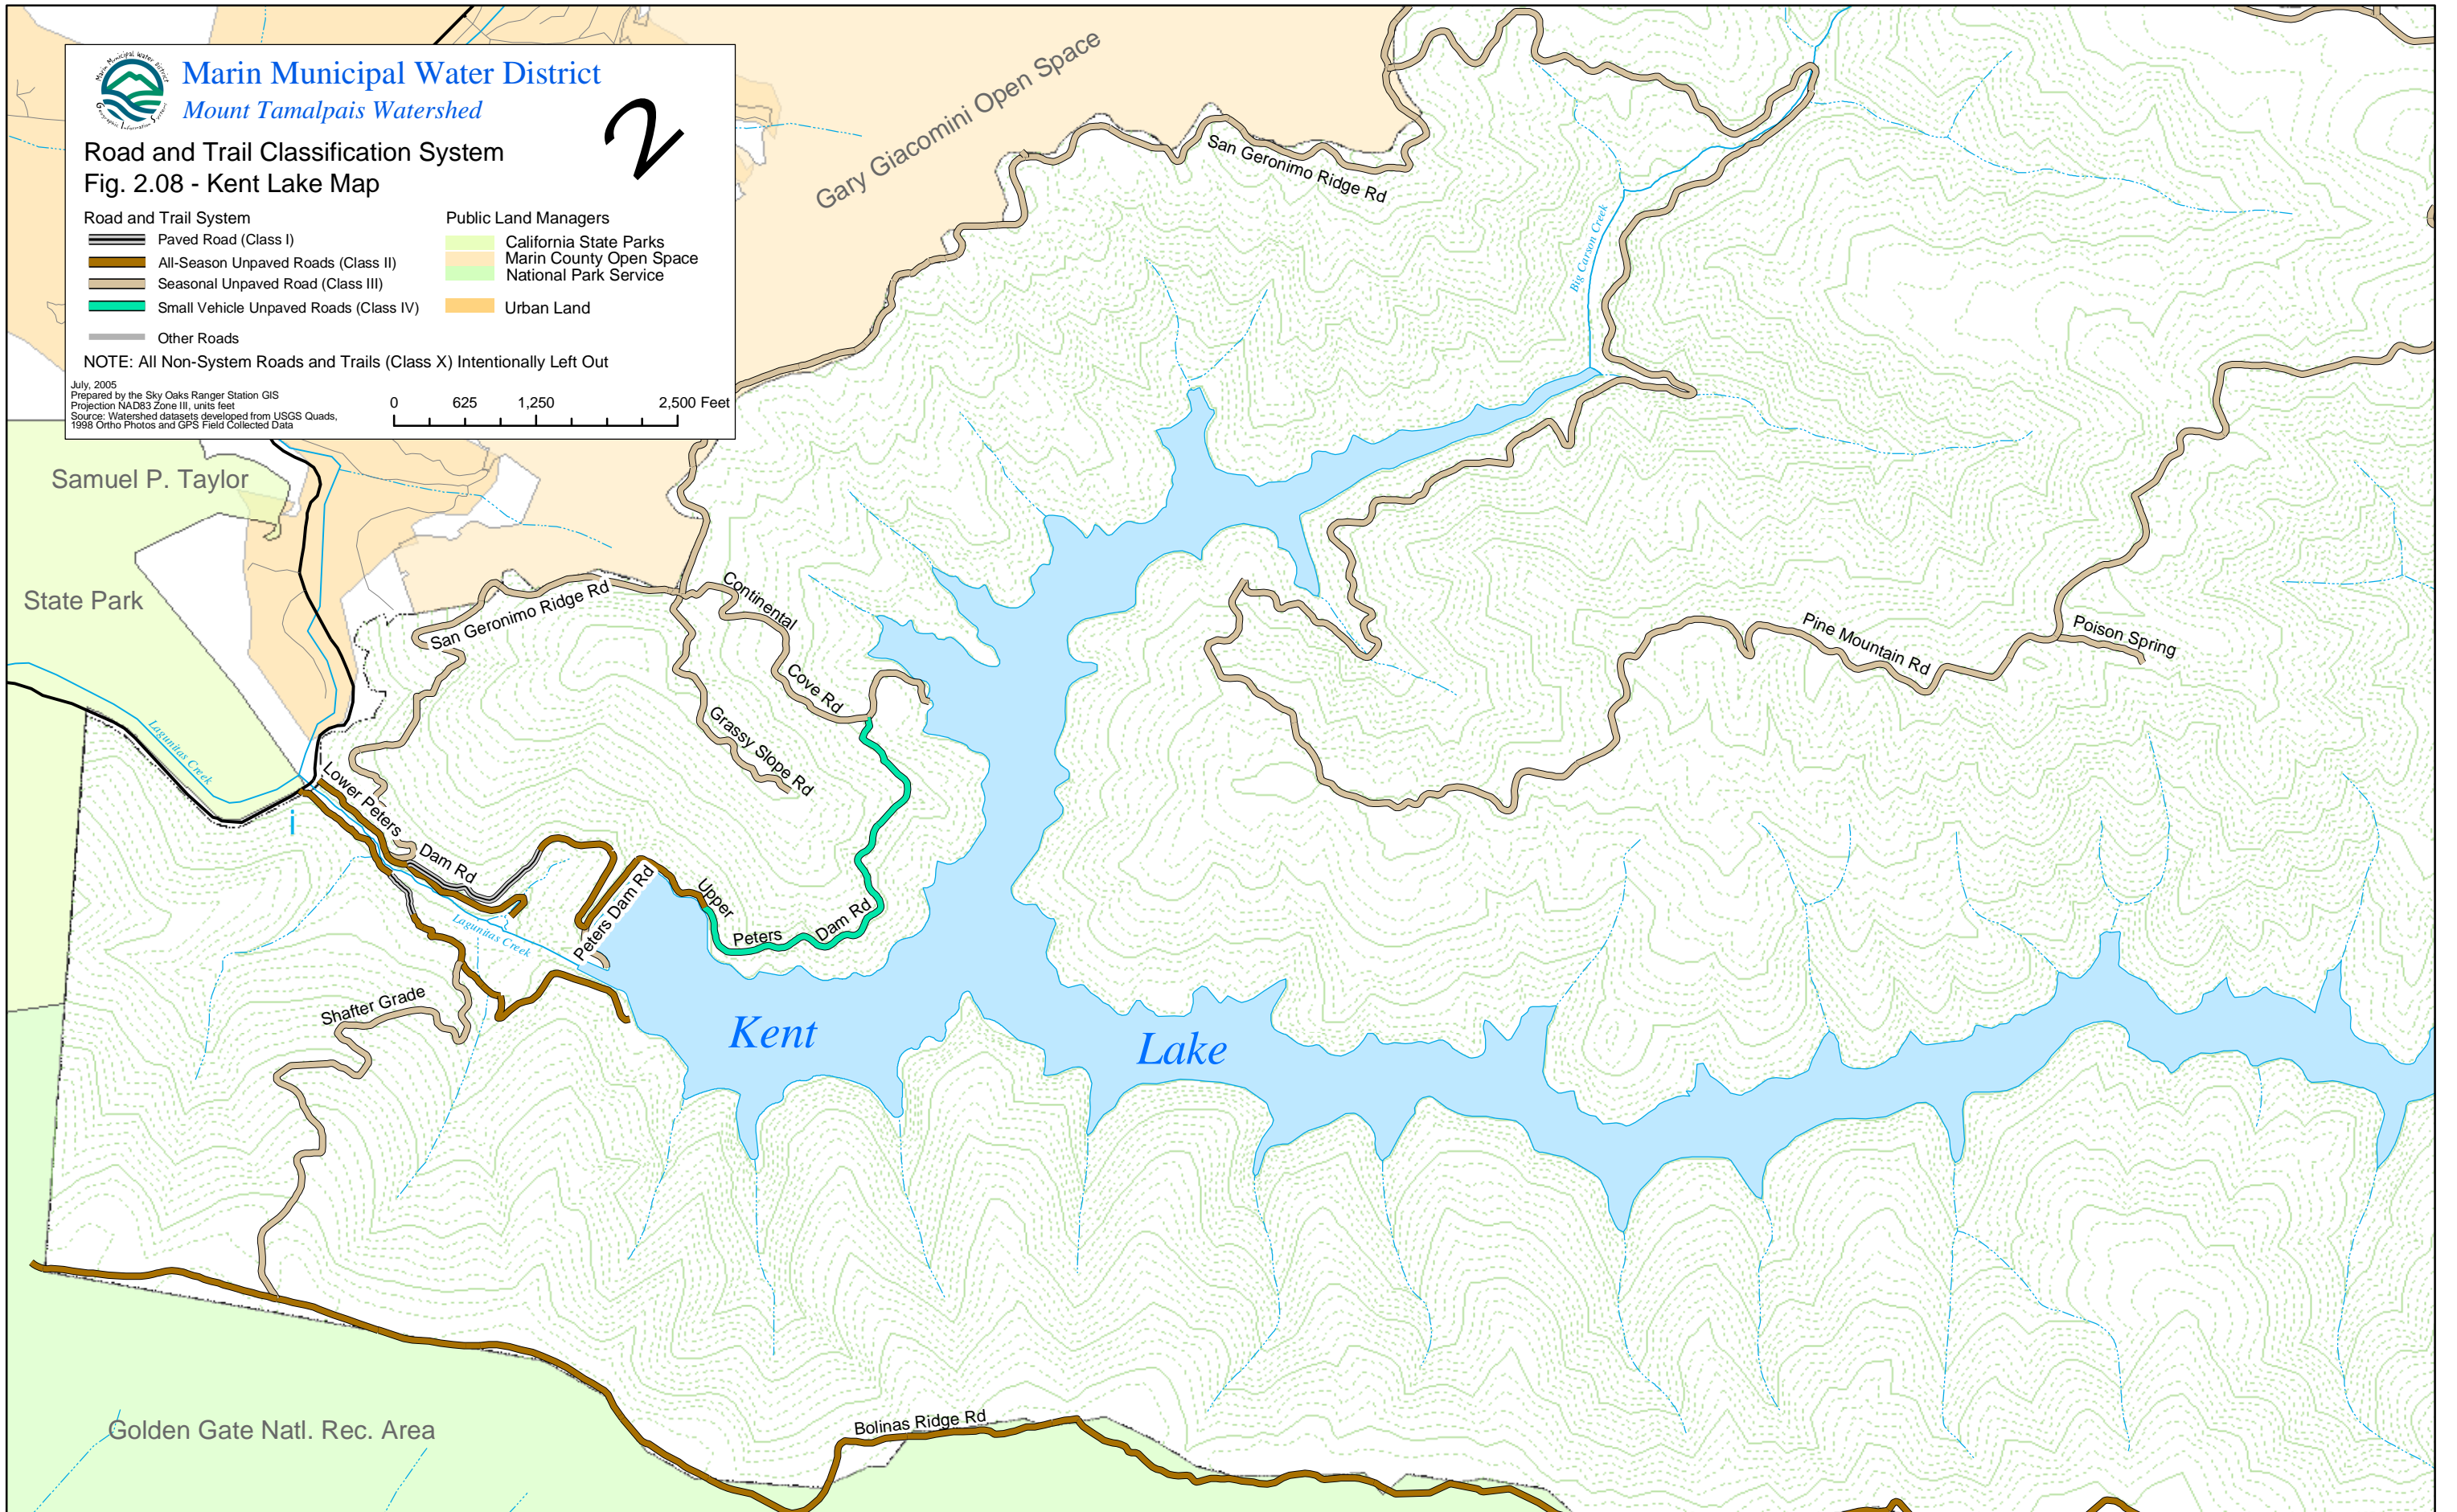 Marin Municipal Water District
Geographic Information Services
Marin Municipal Water District
Mount Tamalpais Watershed
2
Road and Trail Classification System
Fig. 2.08 - Kent Lake Map
Road and Trail System
Paved Road (Class I)
All-Season Unpaved Roads (Class II)
Seasonal Unpaved Road (Class III)
Small Vehicle Unpaved Roads (Class IV)
Other Roads
Public Land Managers
California State Parks
Marin County Open Space
National Park Service
Urban Land
NOTE: All Non-System Roads and Trails (Class X) Intentionally Left Out
July, 2005
Prepared by the Sky Oaks Ranger Station GIS
Projection NAD83 Zone III, units feet
Source: Watershed datasets developed from USGS Quads,
1998 Ortho Photos and GPS Field Collected Data
0 625 1,250 2,500 Feet
Gary Giacomini Open Space
San Geronimo Ridge Rd
Big Carson Creek
Samuel P. Taylor
State Park
San Geronimo Ridge Rd
Continental
Cove Rd
Grassy Slope Rd
Pine Mountain Rd
Poison Spring
Lagunitas Creek
i
Lower Peters
Dam Rd
Peters Dam Rd
Upper
Peters
Dam Rd
Lagunitas Creek
Shafter Grade
Kent
Lake
Bolinas Ridge Rd
Golden Gate Natl. Rec. Area